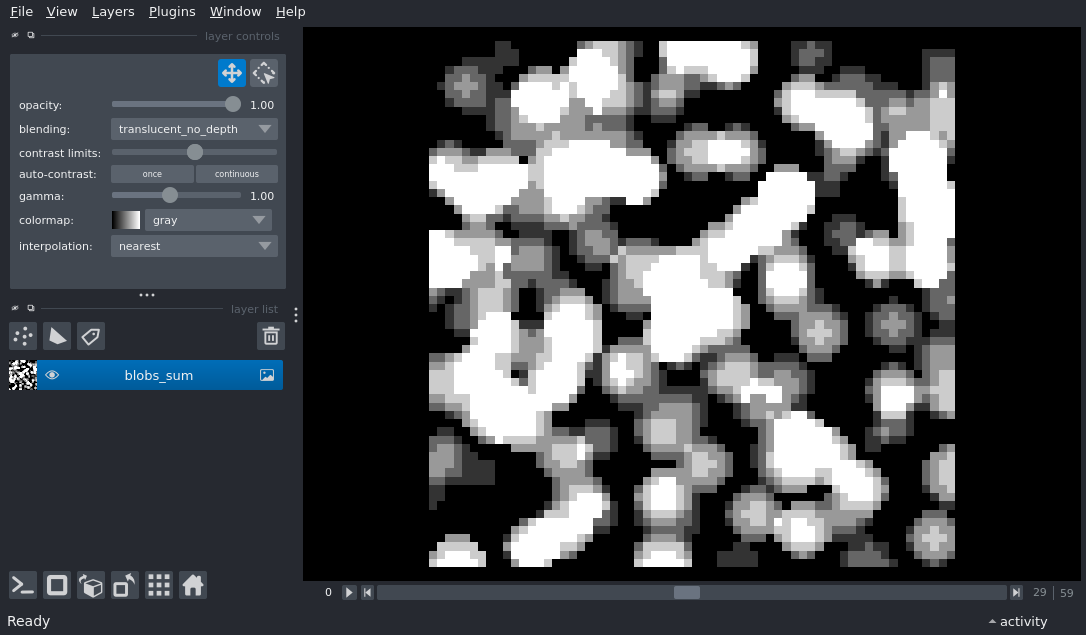 File View Layers Plugins Window Help
layer controls
opacity: 1.00
blending: translucent_no_depth
contrast limits:
auto-contrast: once continuous
gamma: 1.00
colormap: gray
interpolation: nearest
layer list
blobs_sum
0 29 59
Ready activity